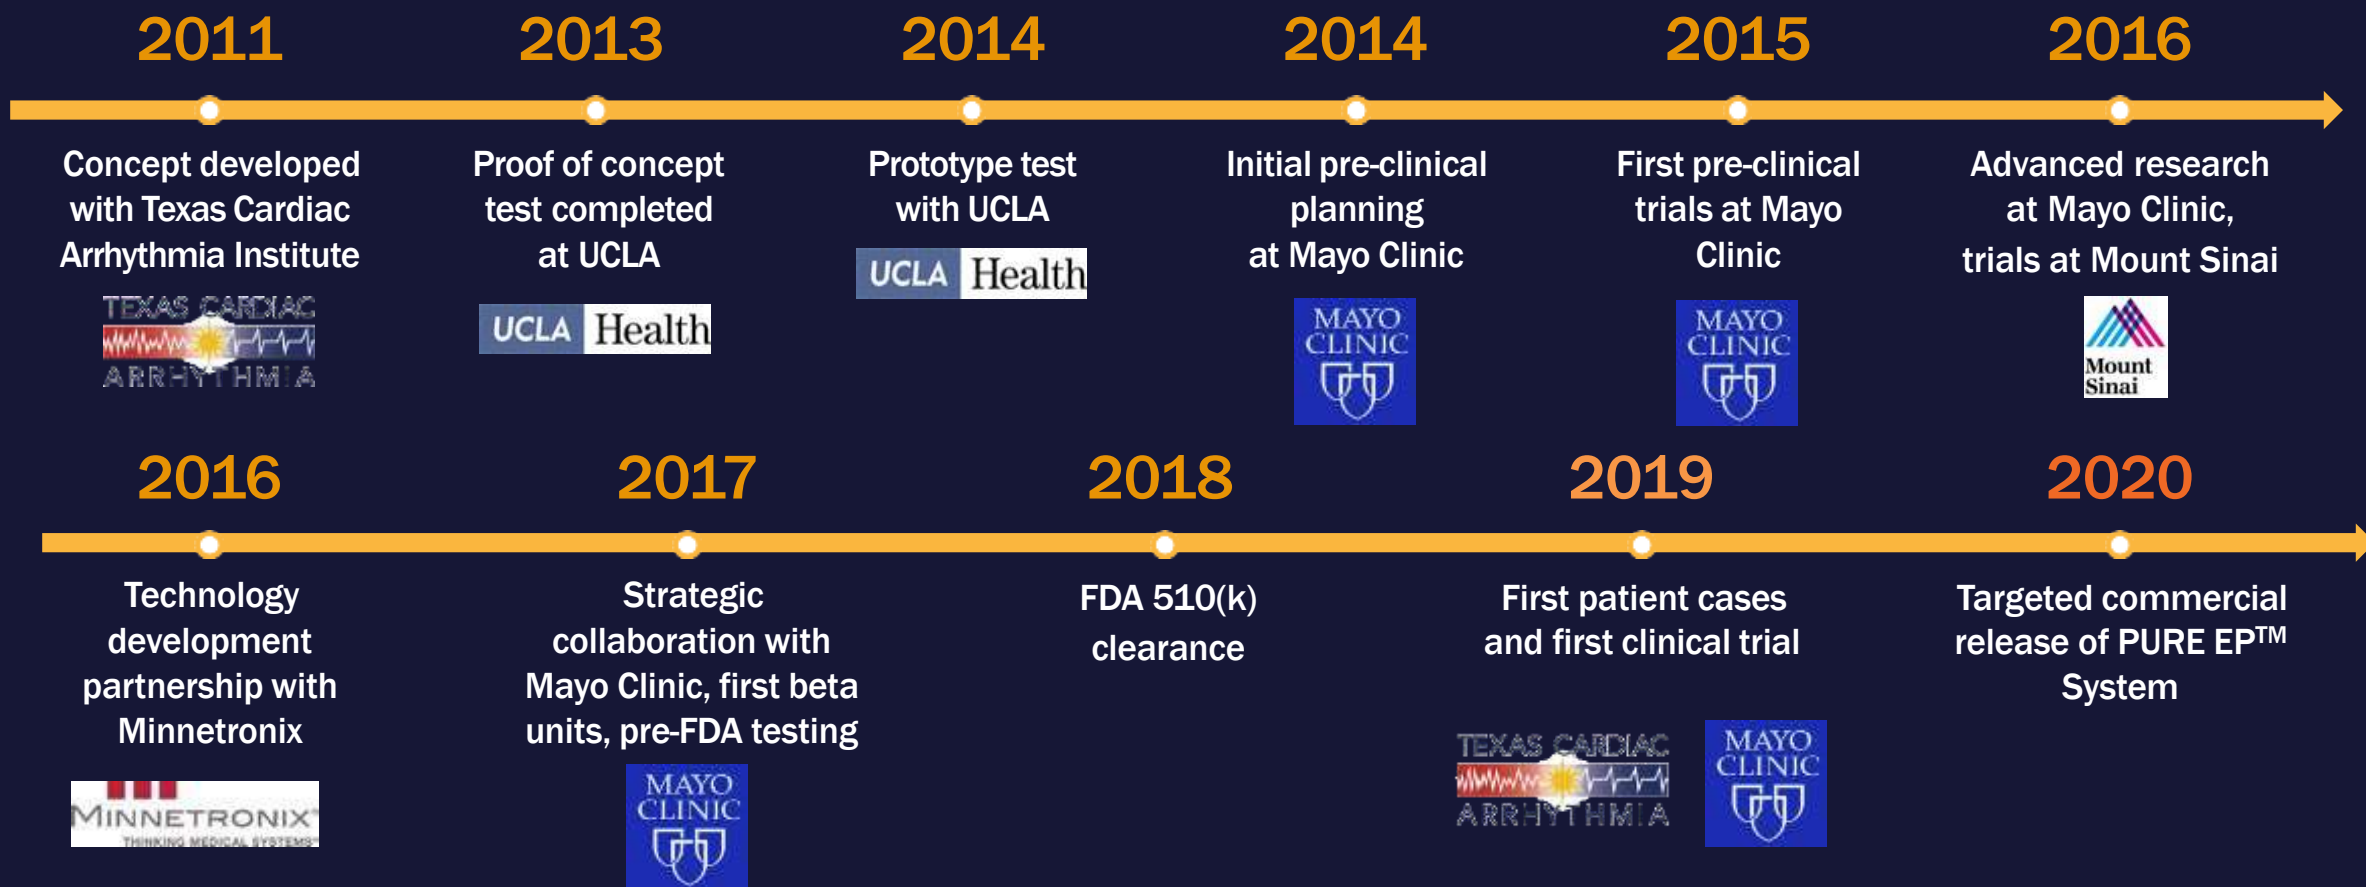 2011
2013
2014
2014
2015
2016
Concept developed
with Texas Cardiac
Arrhythmia Institute
TEXAS CARDIAC
ARRHYTHMIA
Proof of concept
test completed
at UCLA
UCLA Health
Prototype test
with UCLA
UCLA Health
Initial pre-clinical
planning
at Mayo Clinic
MAYO
CLINIC
First pre-clinical
trials at Mayo
Clinic
MAYO
CLINIC
Advanced research
at Mayo Clinic,
trials at Mount Sinai
Mount
Sinai
2016
2017
2018
2019
2020
Technology
development
partnership with
Minnetronix
MINNETRONIX
THINKING MEDICAL SYSTEMS
Strategic
collaboration with
Mayo Clinic, first beta
units, pre-FDA testing
MAYO
CLINIC
FDA 510(k)
clearance
First patient cases
and first clinical trial
TEXAS CARDIAC
ARRHYTHMIA
MAYO
CLINIC
Targeted commercial
release of PURE EP™
System